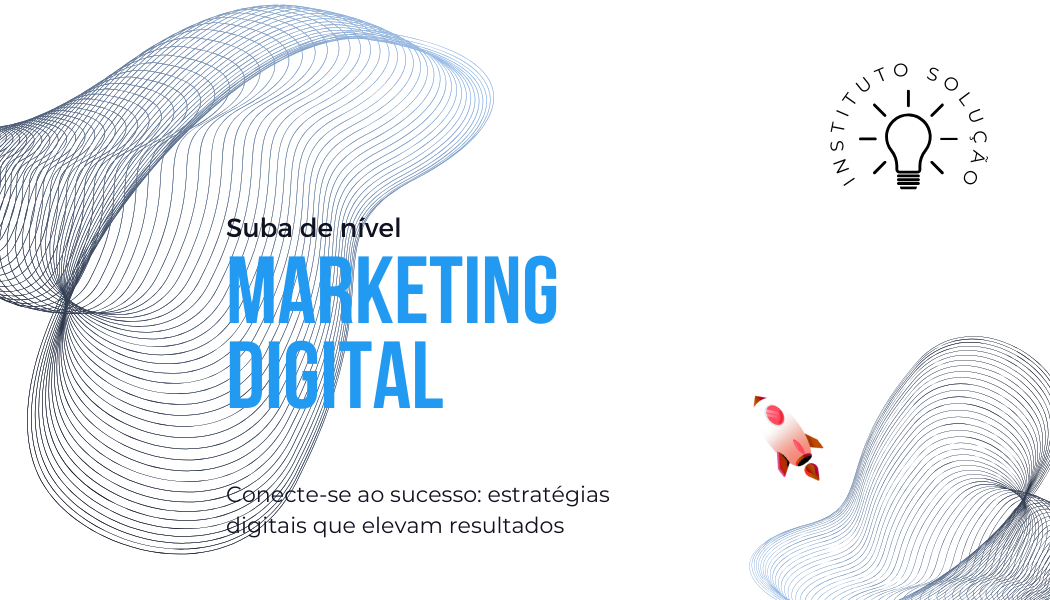 INSTITUTO SOLUÇÃO
Suba de nível
MARKETING
DIGITAL
Conecte-se ao sucesso: estratégias
digitais que elevam resultados